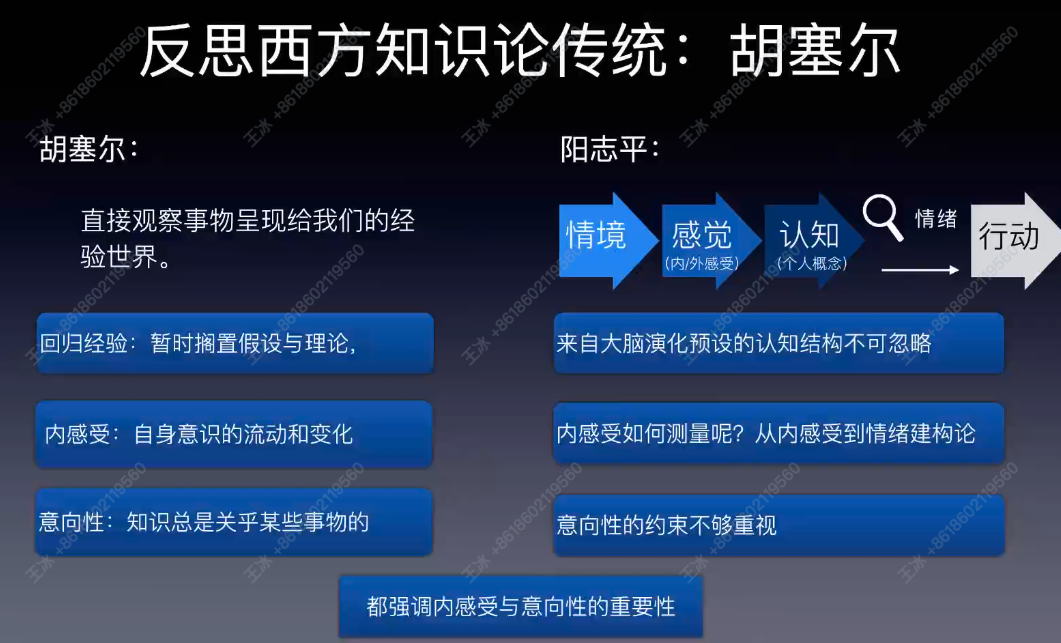 反思西方知识论传统：胡塞尔
胡塞尔：
直接观察事物呈现给我们的经
验世界。
回归经验：暂时搁置假设与理论，
内感受：自身意识的流动和变化
意向性：知识总是关乎某些事物的
阳志平：
情境
感觉
(内/外感受)
认知
(个人概念)
情绪
行动
来自大脑演化预设的认知结构不可忽略
内感受如何测量呢？从内感受到情绪建构论
意向性的约束不够重视
都强调内感受与意向性的重要性
王冰 +8618602119560